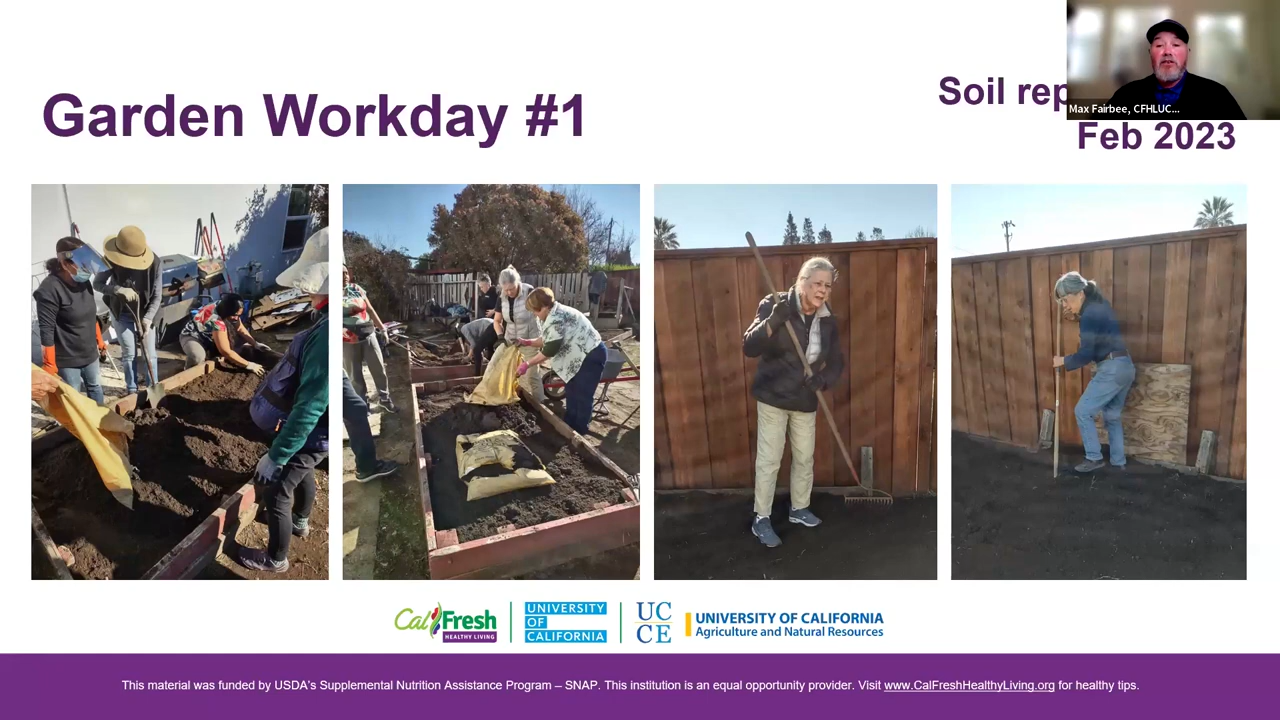 Garden Workday #1
Soil
Feb 2023
Max Fairbee, CFHLUC...
CalFresh
HEALTHY LIVING
UNIVERSITY
OF
CALIFORNIA
UC
CE
UNIVERSITY OF CALIFORNIA
Agriculture and Natural Resources
This material was funded by USDA's Supplemental Nutrition Assistance Program – SNAP. This institution is an equal opportunity provider. Visit www.CalFreshHealthyLiving.org for healthy tips.